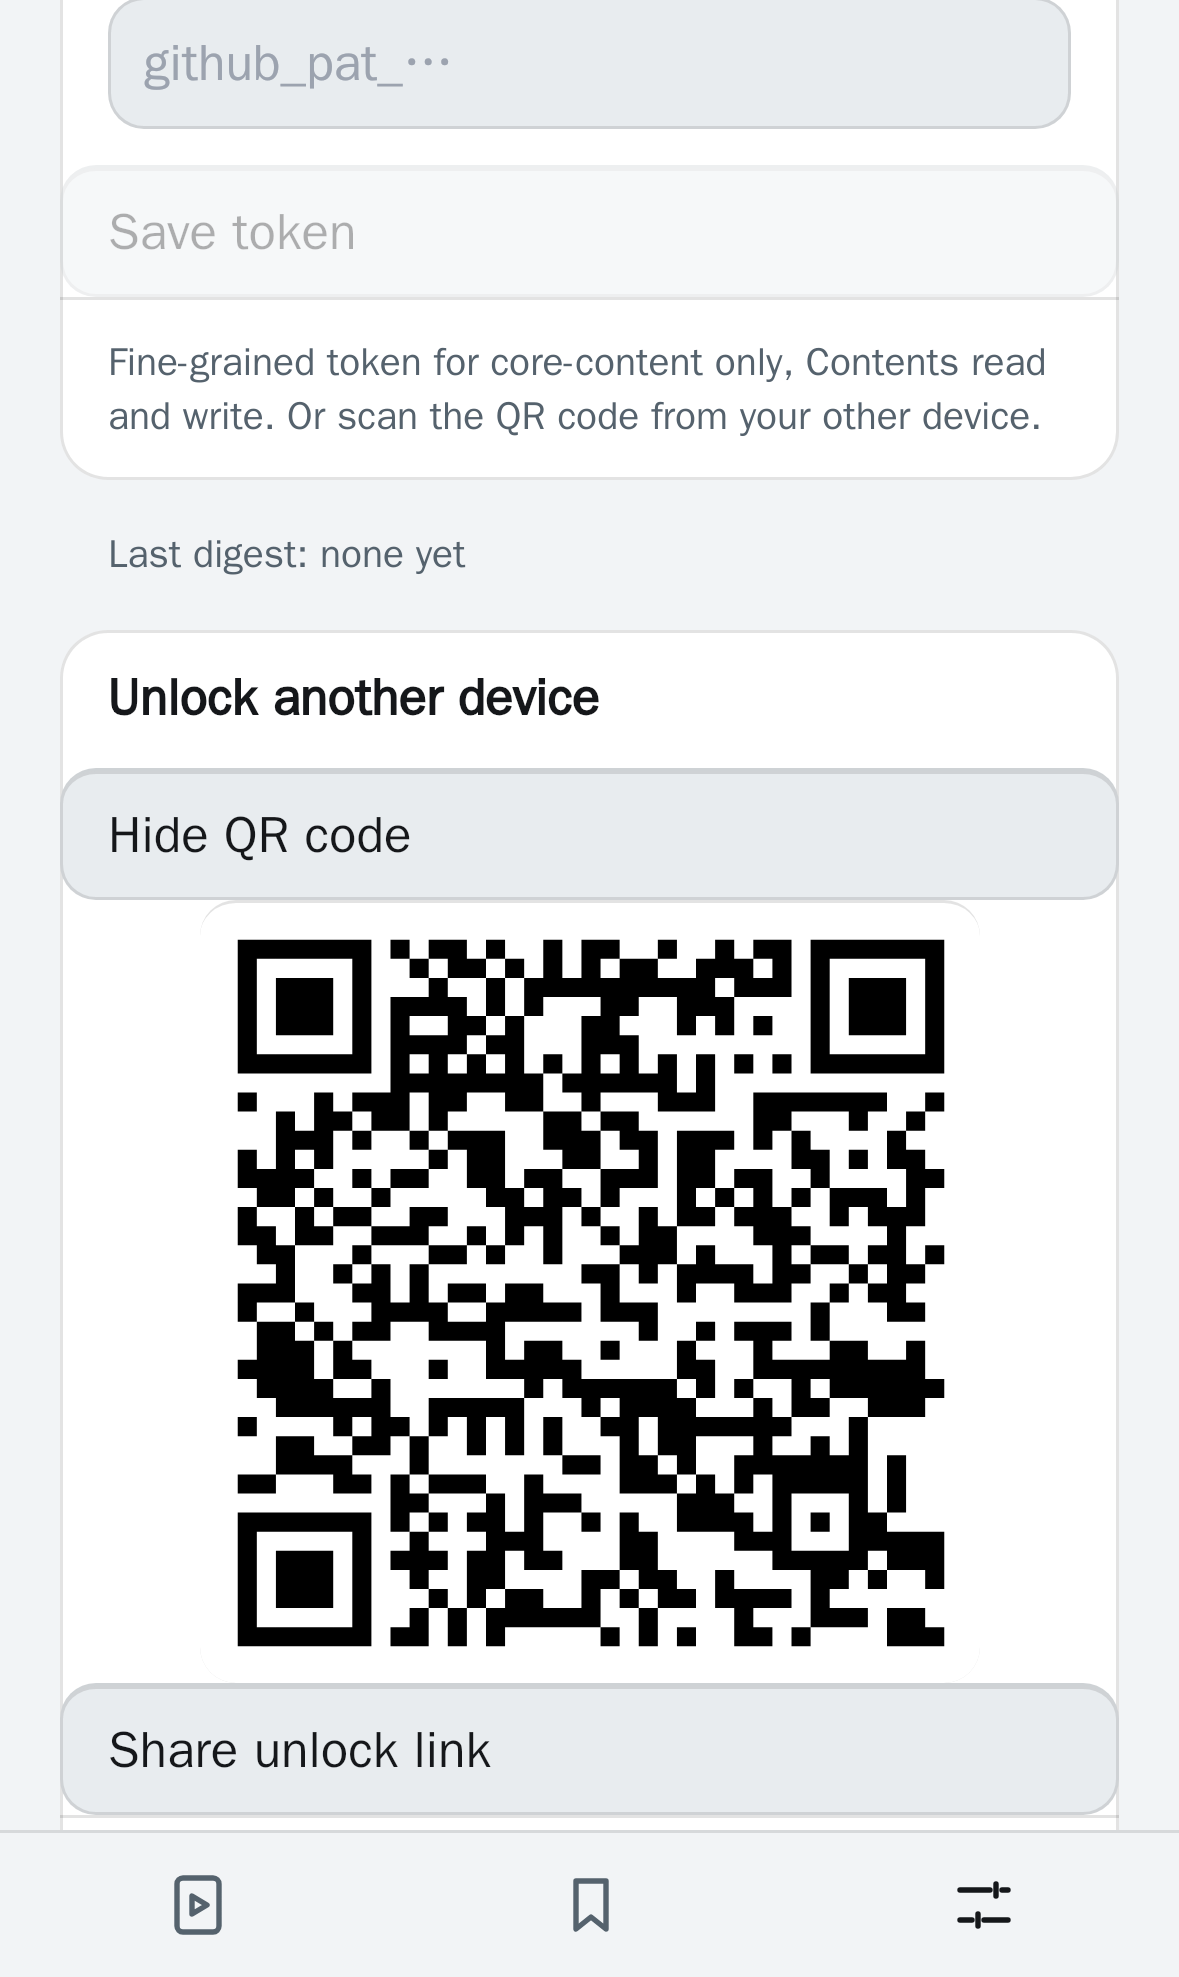 github_pat_···
Save token
Fine-grained token for core-content only, Contents read
and write. Or scan the QR code from your other device.
Last digest: none yet
Unlock another device
Hide QR code
Share unlock link